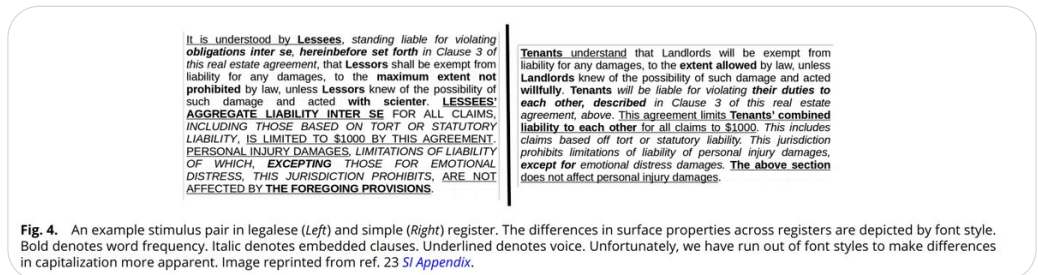 It is understood by Lessees, standing liable for violating
obligations inter se, hereinbefore set forth in Clause 3 of
this real estate agreement, that Lessors shall be exempt from
liability for any damages, to the maximum extent not
prohibited by law, unless Lessors knew of the possibility of
such damage and acted with scienter. LESSEES'
AGGREGATE LIABILITY INTER SE FOR ALL CLAIMS,
INCLUDING THOSE BASED ON TORT OR STATUTORY
LIABILITY, IS LIMITED TO $1000 BY THIS AGREEMENT.
PERSONAL INJURY DAMAGES, LIMITATIONS OF LIABILITY
OF WHICH, EXCEPTING THOSE FOR EMOTIONAL
DISTRESS, THIS JURISDICTION PROHIBITS, ARE NOT
AFFECTED BY THE FOREGOING PROVISIONS.
Tenants understand that Landlords will be exempt from
liability for any damages, to the extent allowed by law, unless
Landlords knew of the possibility of such damage and acted
willfully. Tenants will be liable for violating their duties to
each other, described in Clause 3 of this real estate
agreement, above. This agreement limits Tenants' combined
liability to each other for all claims to $1000. This includes
claims based off tort or statutory liability. This jurisdiction
prohibits limitations of liability of personal injury damages,
except for emotional distress damages. The above section
does not affect personal injury damages.
Fig. 4. An example stimulus pair in legalese (Left) and simple (Right) register. The differences in surface properties across registers are depicted by font style.
Bold denotes word frequency. Italic denotes embedded clauses. Underlined denotes voice. Unfortunately, we have run out of font styles to make differences
in capitalization more apparent. Image reprinted from ref. 23 SI Appendix.